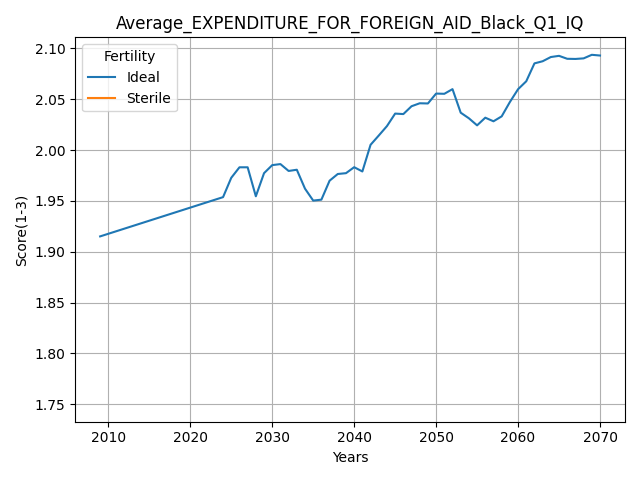 Average_EXPENDITURE_FOR_FOREIGN_AID_Black_Q1_IQ
Fertility
Ideal
Sterile
Score(1-3)
2.10
2.05
2.00
1.95
1.90
1.85
1.80
1.75
2010 2020 2030 2040 2050 2060 2070
Years